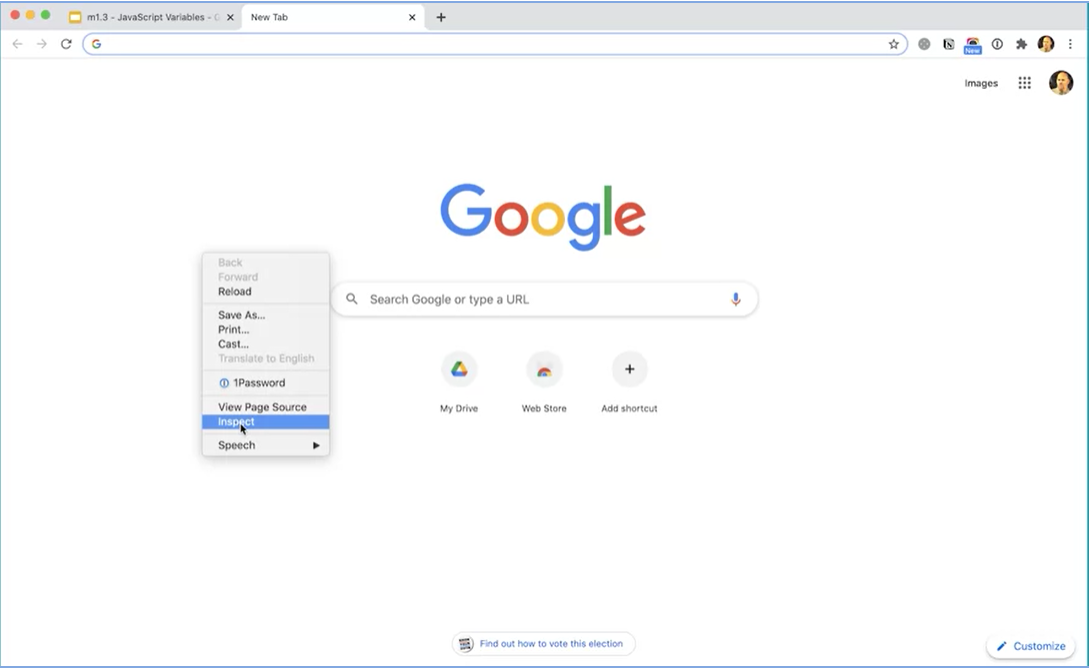 m1.3 - JavaScript Variables -
New Tab
New
Images
Google
Back
Forward
Reload
Search Google or type a URL
Save As...
Print...
Cast...
Translate to English
1Password
View Page Source
Inspect
Speech
My Drive
Web Store
Add shortcut
Find out how to vote this election
Customize